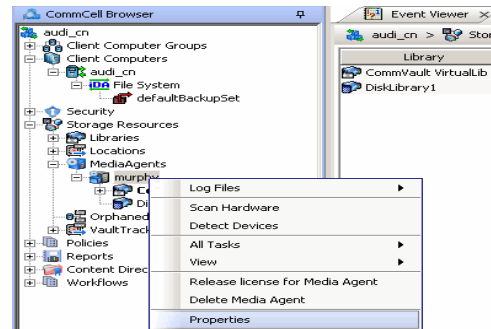 CommCell Browser
Event Viewer
audi_cn
Client Computer Groups
Client Computers
audi_cn
File System
defaultBackupSet
Security
Storage Resources
Libraries
Locations
MediaAgents
murphy
Orphaned
VaultTrack
Policies
Reports
Content Direc
Workflows
Log Files
Scan Hardware
Detect Devices
All Tasks
View
Release license for Media Agent
Delete Media Agent
Properties
audi_cn > Stor
Library
CommVault VirtualLib
DiskLibrary1